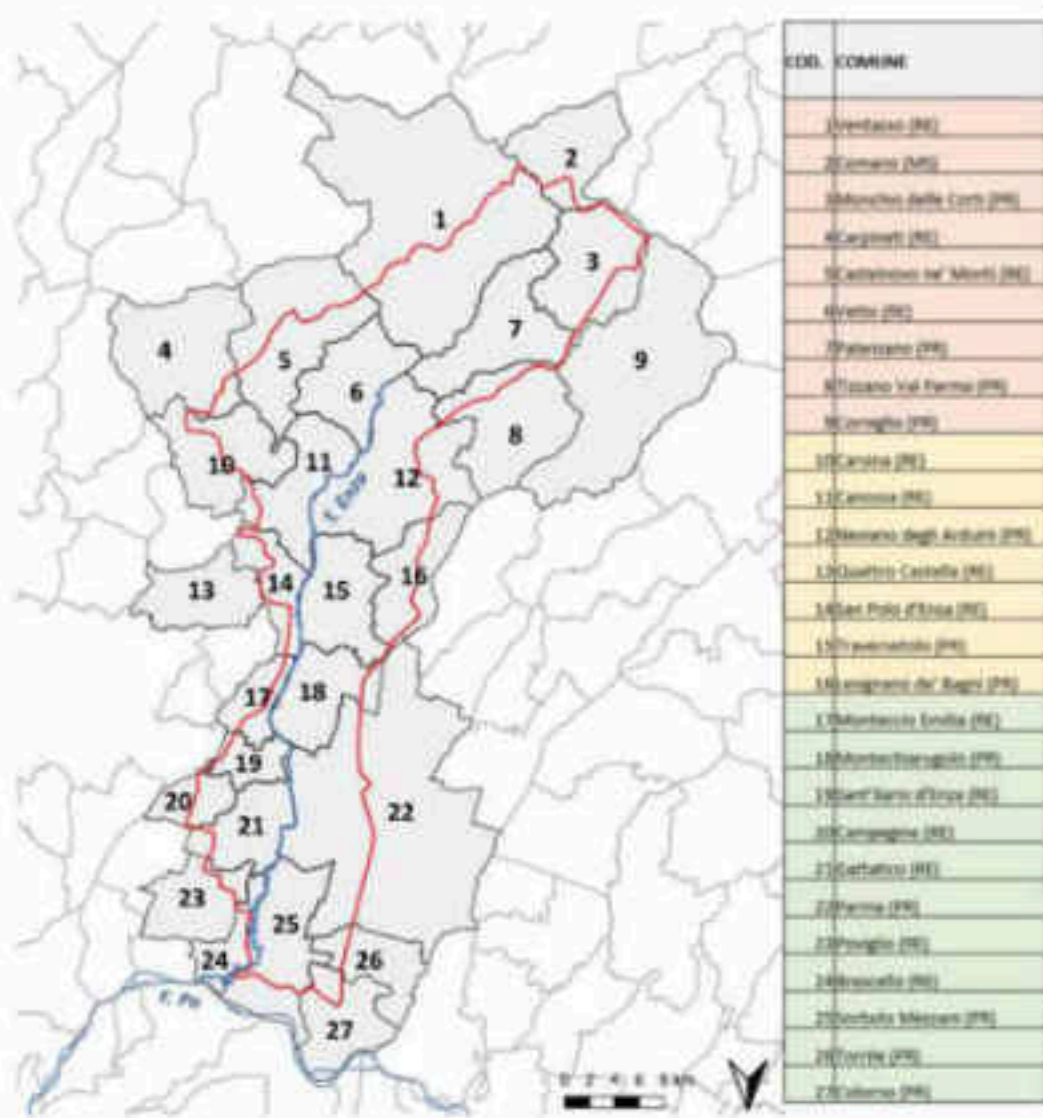 COD. COMUNE
1 Ventasso (RE)
2 Comano (MS)
3 Monchio delle Corti (PR)
4 Carpineti (RE)
5 Castelnovo ne' Monti (RE)
6 Vetto (RE)
7 Palanzano (PR)
8 Tizzano Val Parma (PR)
9 Corniglio (PR)
10 Casina (RE)
11 Canossa (RE)
12 Neviano degli Arduini (PR)
13 Quattro Castella (RE)
14 San Polo d'Enza (RE)
15 Traversetolo (PR)
16 Lesignano de' Bagni (PR)
17 Montecchio Emilia (RE)
18 Montechiarugolo (PR)
19 Sant'Ilario d'Enza (RE)
20 Campegine (RE)
21 Gattatico (RE)
22 Parma (PR)
23 Poviglio (RE)
24 Brescello (RE)
25 Sorbolo Mezzani (PR)
26 Torrile (PR)
27 Colorno (PR)
2
1
3
7
4
5
9
6
8
11
10
12
F. Enza
13
14
15
16
17
18
19
20
21
22
23
25
24
26
F. Po
27
0 2 4 6 8 km